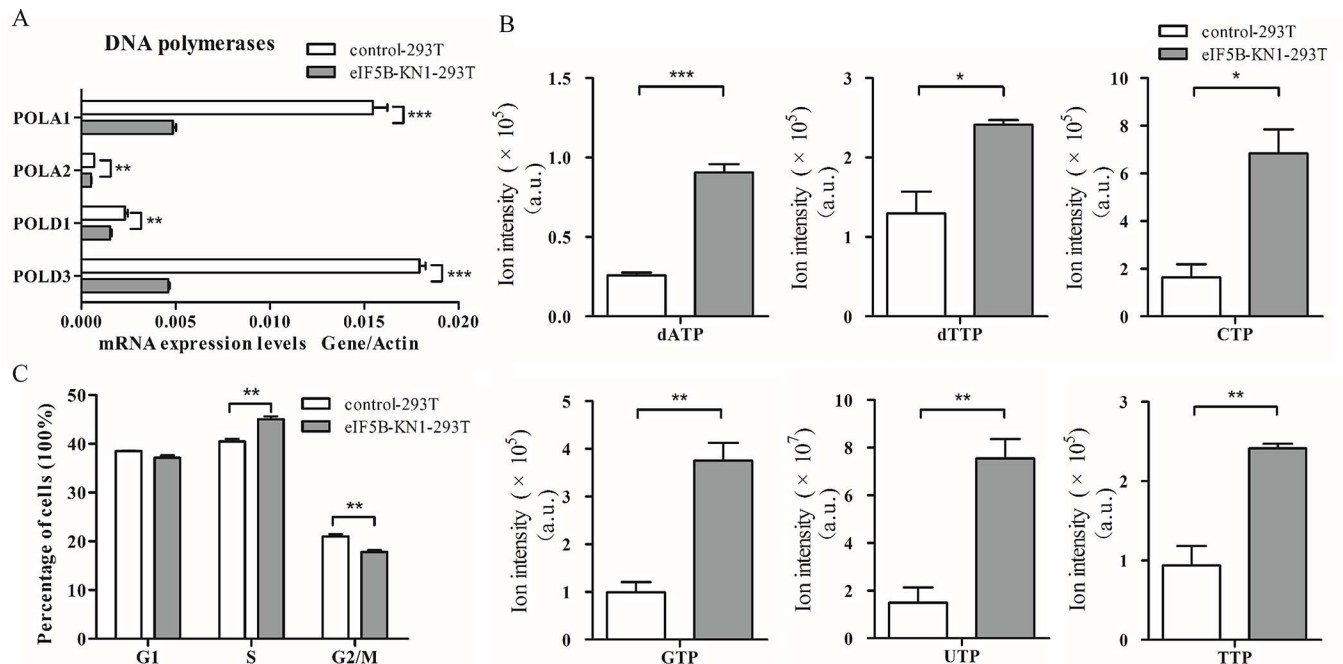 A
DNA polymerases
control-293T
eIF5B-KN1-293T
POLA1
POLA2
POLD1
POLD3
***
**
**
***
0.000 0.005 0.010 0.015 0.020
mRNA expression levels Gene/Actin
B
control-293T
eIF5B-KN1-293T
Ion intensity ( × 10⁵)
(a.u.)
1.5
1.0
0.5
0.0
***
dATP
Ion intensity ( × 10⁵)
(a.u.)
3
2
1
0
*
dTTP
Ion intensity ( × 10⁵)
(a.u.)
10
8
6
4
2
0
*
CTP
Ion intensity ( × 10⁵)
(a.u.)
5
4
3
2
1
0
**
GTP
Ion intensity ( × 10⁷)
(a.u.)
10
8
6
4
2
0
**
UTP
Ion intensity ( × 10⁵)
(a.u.)
3
2
1
0
**
TTP
C
control-293T
eIF5B-KN1-293T
Percentage of cells (100%)
50
40
30
20
10
0
**
**
G1 S G2/M